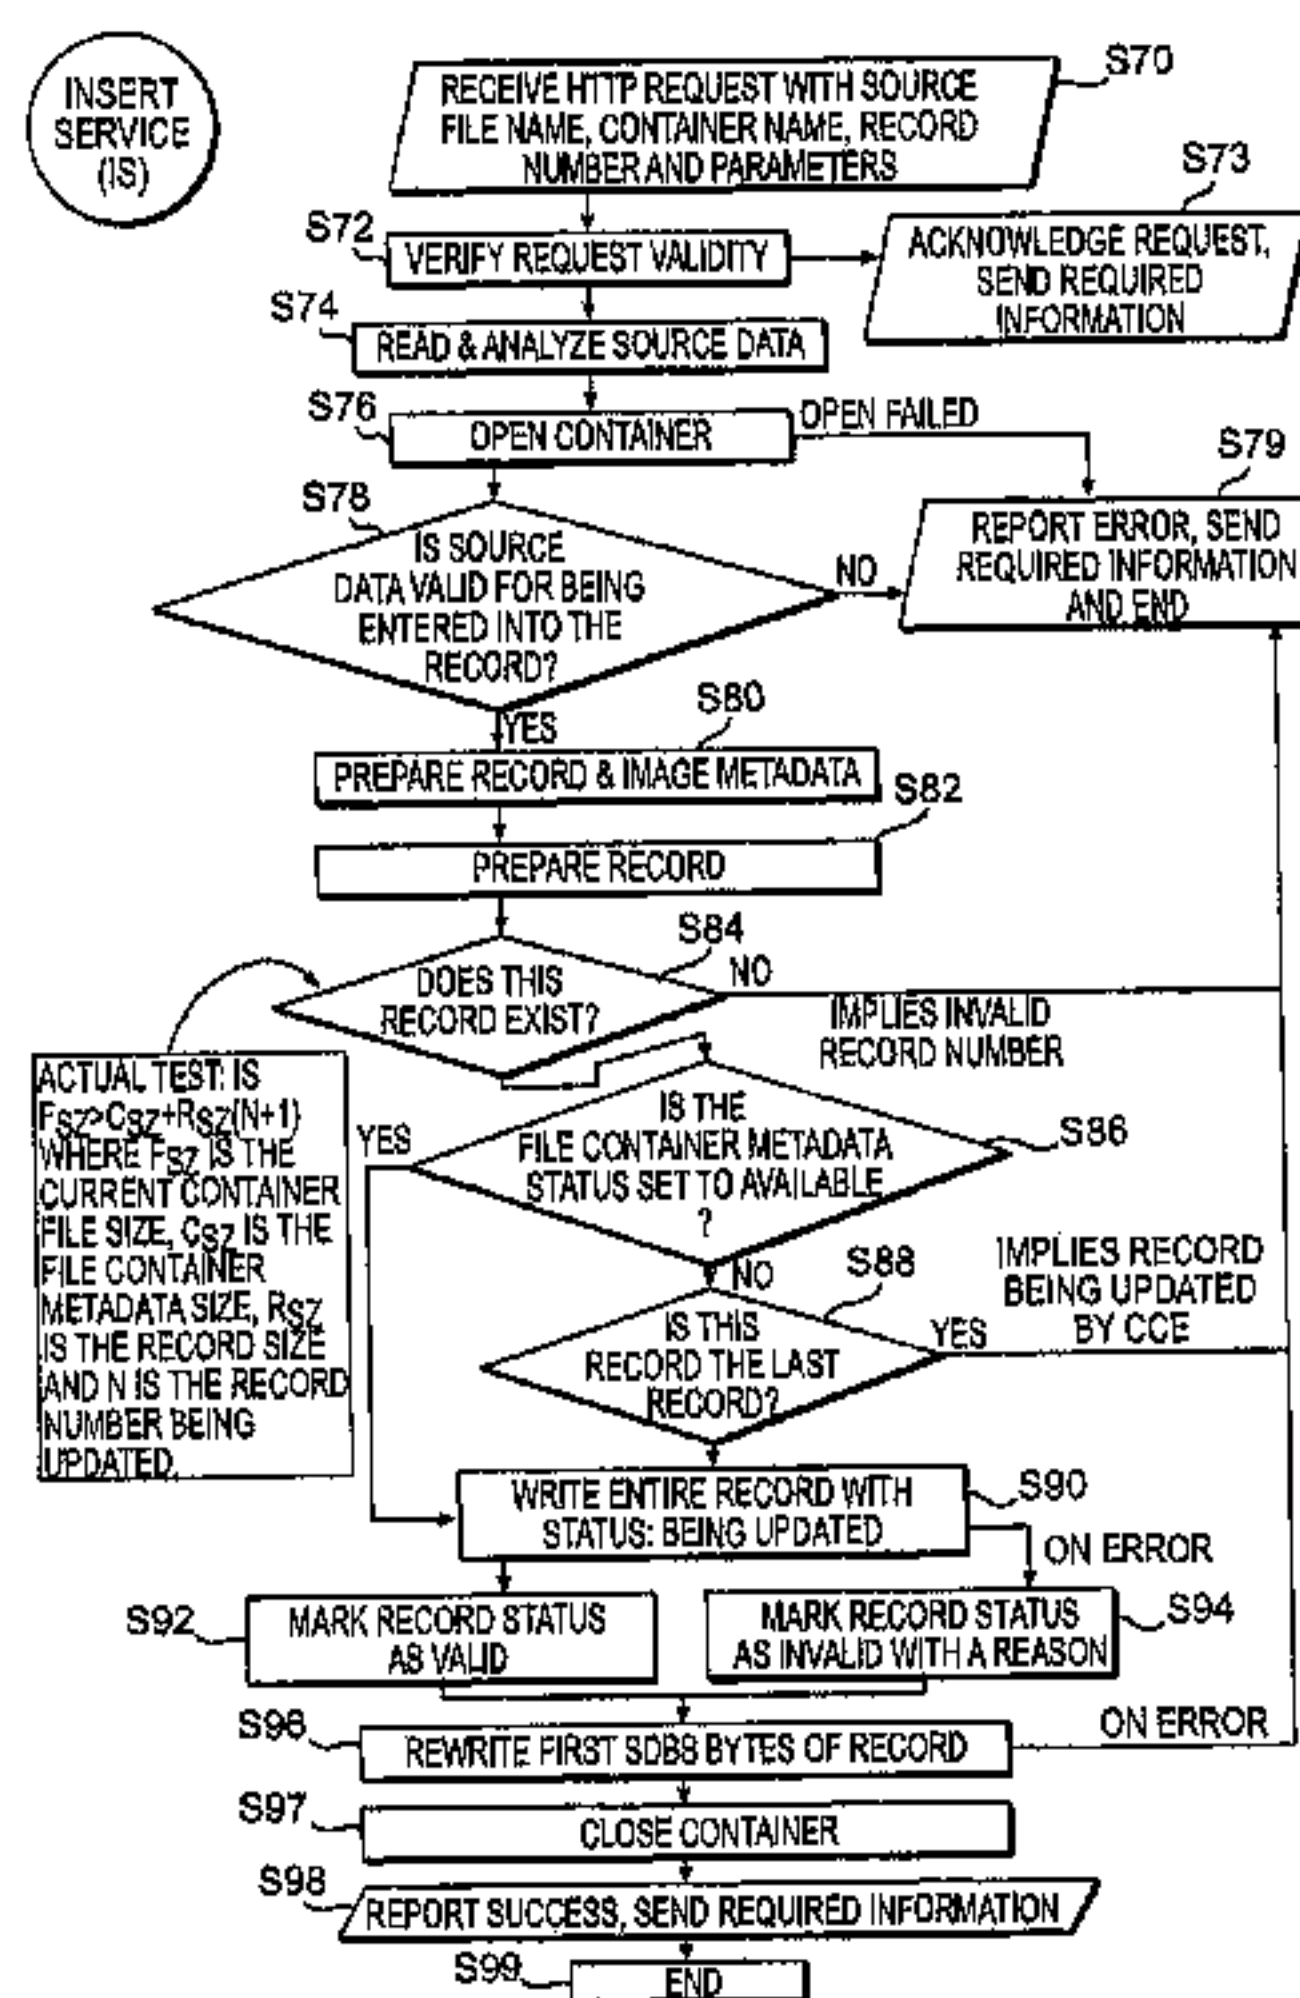 INSERT
SERVICE
(IS)
S70
RECEIVE HTTP REQUEST WITH SOURCE
FILE NAME, CONTAINER NAME, RECORD
NUMBER AND PARAMETERS
S73
S72
VERIFY REQUEST VALIDITY
ACKNOWLEDGE REQUEST,
SEND REQUIRED
INFORMATION
S74
READ & ANALYZE SOURCE DATA
S76
OPEN CONTAINER
OPEN FAILED
S79
REPORT ERROR, SEND
REQUIRED INFORMATION
AND END
S78
IS SOURCE
DATA VALID FOR BEING
ENTERED INTO THE
RECORD?
NO
YES
S80
PREPARE RECORD & IMAGE METADATA
S82
PREPARE RECORD
S84
DOES THIS
RECORD EXIST?
NO
IMPLIES INVALID
RECORD NUMBER
ACTUAL TEST: IS
FSZ>CSZ+RSZ(N+1)
WHERE FSZ IS THE
CURRENT CONTAINER
FILE SIZE, CSZ IS THE
FILE CONTAINER
METADATA SIZE, RSZ
IS THE RECORD SIZE
AND N IS THE RECORD
NUMBER BEING
UPDATED.
YES
IS THE
FILE CONTAINER METADATA
STATUS SET TO AVAILABLE
?
S86
NO
S88
IS THIS
RECORD THE LAST
RECORD?
YES
IMPLIES RECORD
BEING UPDATED
BY CCE
WRITE ENTIRE RECORD WITH
STATUS: BEING UPDATED
S90
ON ERROR
S92
MARK RECORD STATUS
AS VALID
MARK RECORD STATUS
AS INVALID WITH A REASON
S94
S96
REWRITE FIRST SDBS BYTES OF RECORD
ON ERROR
S97
CLOSE CONTAINER
S98
REPORT SUCCESS, SEND REQUIRED INFORMATION
S99
END